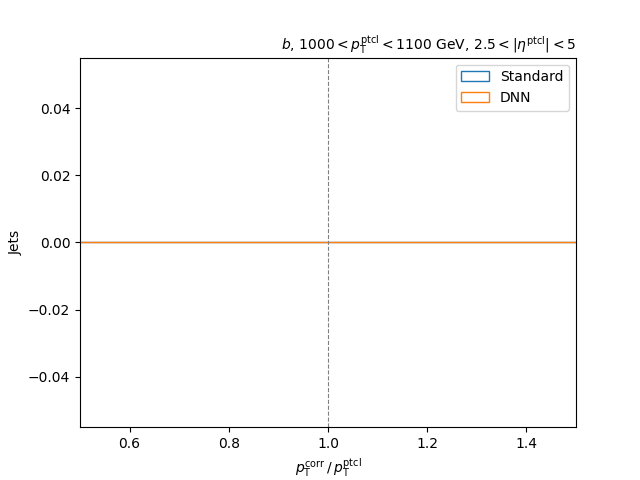 b, 1000 < p_T^ptcl < 1100 GeV, 2.5 < |η^ptcl| < 5
Standard
DNN
0.04
0.02
0.00
−0.02
−0.04
Jets
0.6 0.8 1.0 1.2 1.4
p_T^corr / p_T^ptcl